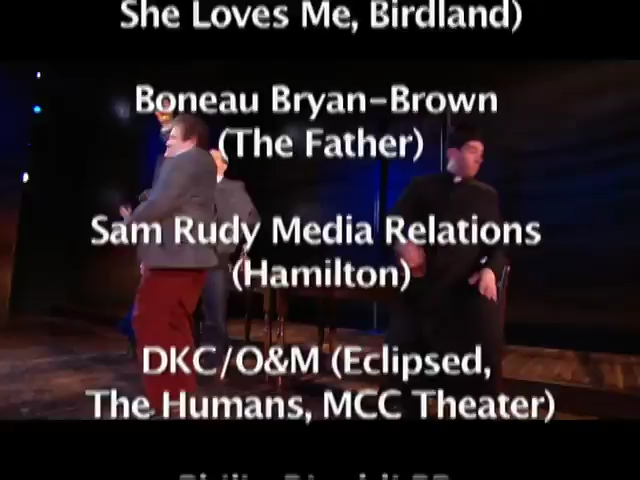 She Loves Me, Birdland)
Boneau Bryan-Brown
(The Father)
Sam Rudy Media Relations
(Hamilton)
DKC/O&M (Eclipsed,
The Humans, MCC Theater)